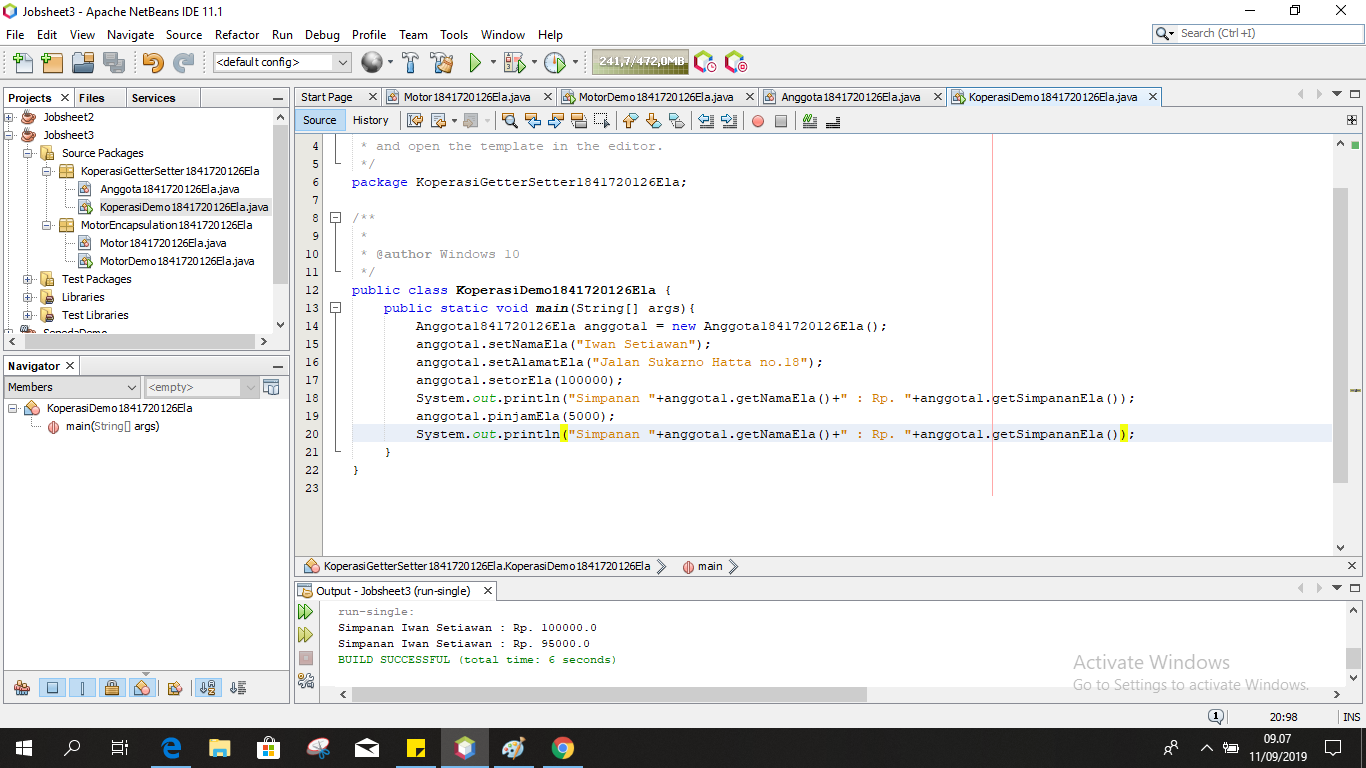 Jobsheet3 - Apache NetBeans IDE 11.1
File Edit View Navigate Source Refactor Run Debug Profile Team Tools Window Help
Search (Ctrl+I)
<default config>
241,7/472,0MB
Projects Files Services
Jobsheet2
Jobsheet3
Source Packages
KoperasiGetterSetter1841720126Ela
Anggota1841720126Ela.java
KoperasiDemo1841720126Ela.java
MotorEncapsulation1841720126Ela
Motor1841720126Ela.java
MotorDemo1841720126Ela.java
Test Packages
Libraries
Test Libraries
SepedaDemo
Navigator
Members <empty>
KoperasiDemo1841720126Ela
main(String[] args)
Start Page Motor1841720126Ela.java MotorDemo1841720126Ela.java Anggota1841720126Ela.java KoperasiDemo1841720126Ela.java
Source History
4 * and open the template in the editor.
5 */
6 package KoperasiGetterSetter1841720126Ela;
7
8 /**
9 *
10 * @author Windows 10
11 */
12 public class KoperasiDemo1841720126Ela {
13 public static void main(String[] args){
14 Anggota1841720126Ela anggota1 = new Anggota1841720126Ela();
15 anggota1.setNamaEla("Iwan Setiawan");
16 anggota1.setAlamatEla("Jalan Sukarno Hatta no.18");
17 anggota1.setorEla(100000);
18 System.out.println("Simpanan "+anggota1.getNamaEla()+" : Rp. "+anggota1.getSimpananEla());
19 anggota1.pinjamEla(5000);
20 System.out.println("Simpanan "+anggota1.getNamaEla()+" : Rp. "+anggota1.getSimpananEla());
21 }
22 }
23
KoperasiGetterSetter1841720126Ela.KoperasiDemo1841720126Ela main
Output - Jobsheet3 (run-single)
run-single:
Simpanan Iwan Setiawan : Rp. 100000.0
Simpanan Iwan Setiawan : Rp. 95000.0
BUILD SUCCESSFUL (total time: 6 seconds)
Activate Windows
Go to Settings to activate Windows.
1 20:98 INS
09.07
11/09/2019